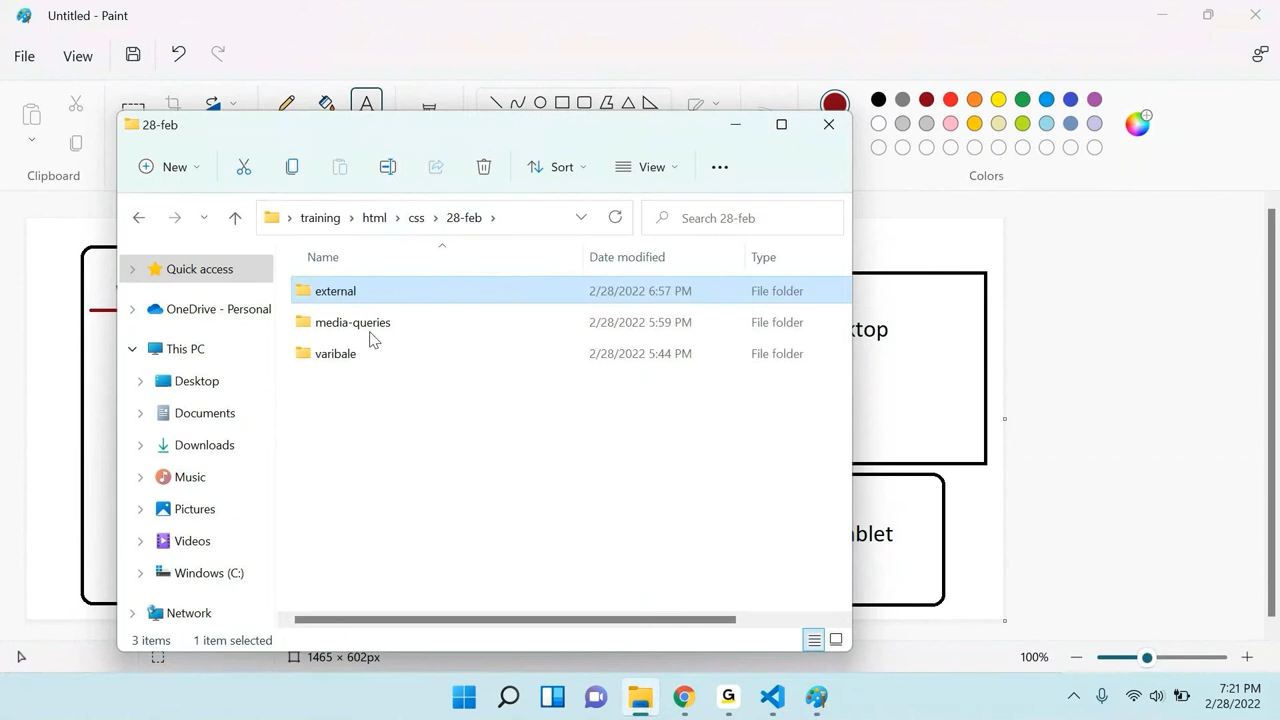 Untitled - Paint
File View
A
Clipboard
Colors
28-feb
New
Sort
View
training > html > css > 28-feb >
Search 28-feb
Name Date modified Type
Quick access
OneDrive - Personal
This PC
Desktop
Documents
Downloads
Music
Pictures
Videos
Windows (C:)
Network
external 2/28/2022 6:57 PM File folder
media-queries 2/28/2022 5:59 PM File folder
varibale 2/28/2022 5:44 PM File folder
ktop
ablet
3 items 1 item selected
1465 × 602px
100%
G
7:21 PM
2/28/2022